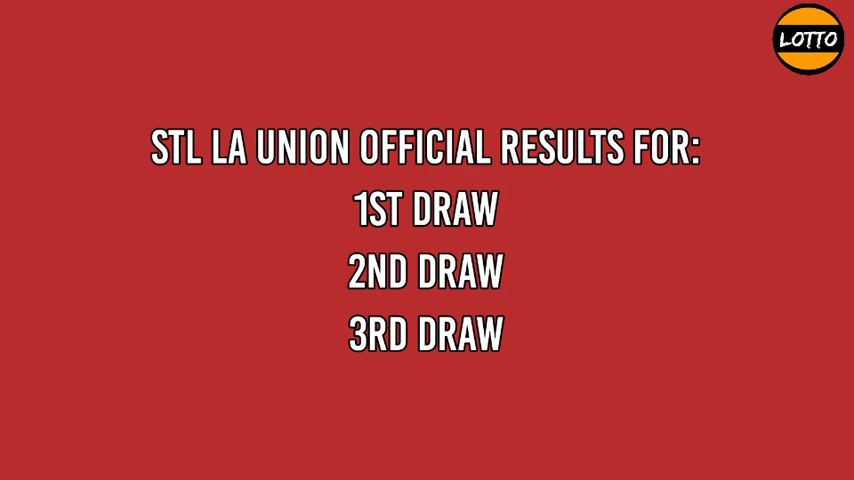 LOTTO
STL LA UNION OFFICIAL RESULTS FOR:
1ST DRAW
2ND DRAW
3RD DRAW